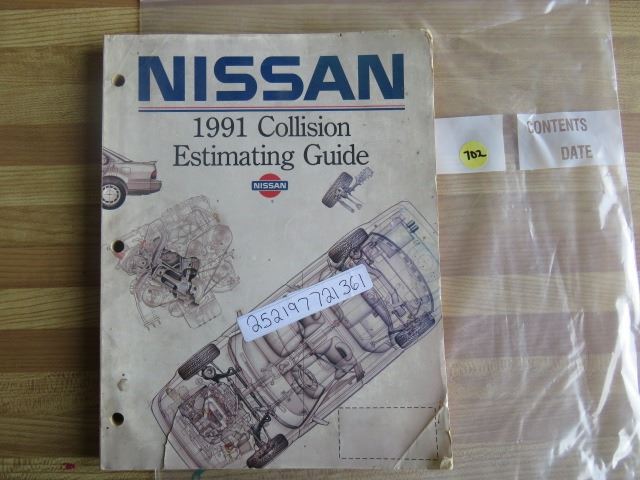 NISSAN
1991 Collision
Estimating Guide
NISSAN
252197721361
702
CONTENTS
DATE